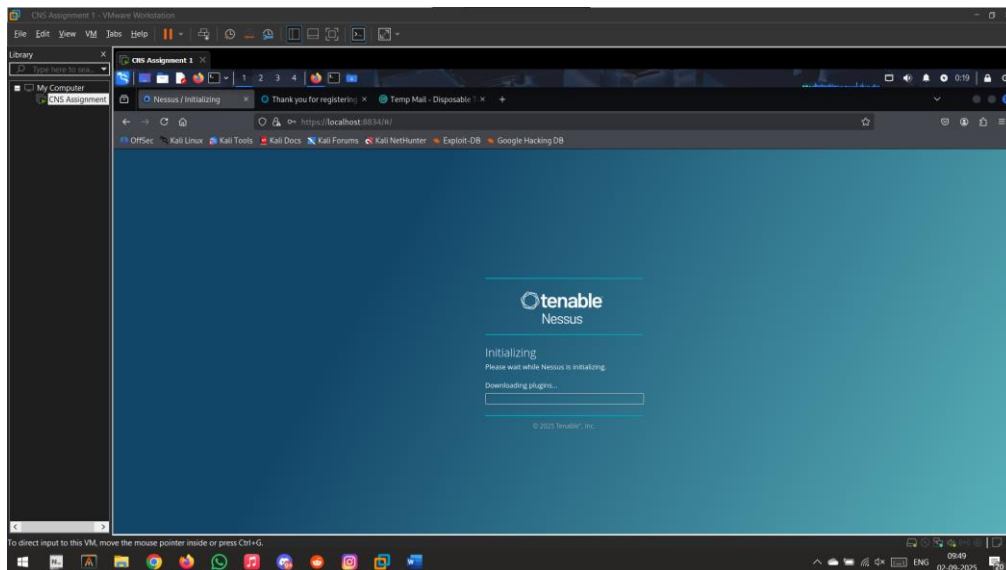 CNS Assignment 1 - VMware Workstation
File Edit View VM Tabs Help
Library X
CNS Assignment 1 X
Type here to sea...
1 2 3 4
0:19
My Computer
CNS Assignment
Nessus / Initializing × Thank you for registering × Temp Mail - Disposable × +
https://localhost:8834/#/
OffSec Kali Linux Kali Tools Kali Docs Kali Forums Kali NetHunter Exploit-DB Google Hacking DB
tenable
Nessus
Initializing
Please wait while Nessus is initializing.
Downloading plugins...
© 2025 Tenable®, Inc.
To direct input to this VM, move the mouse pointer inside or press Ctrl+G.
ENG
09:49
02-09-2025